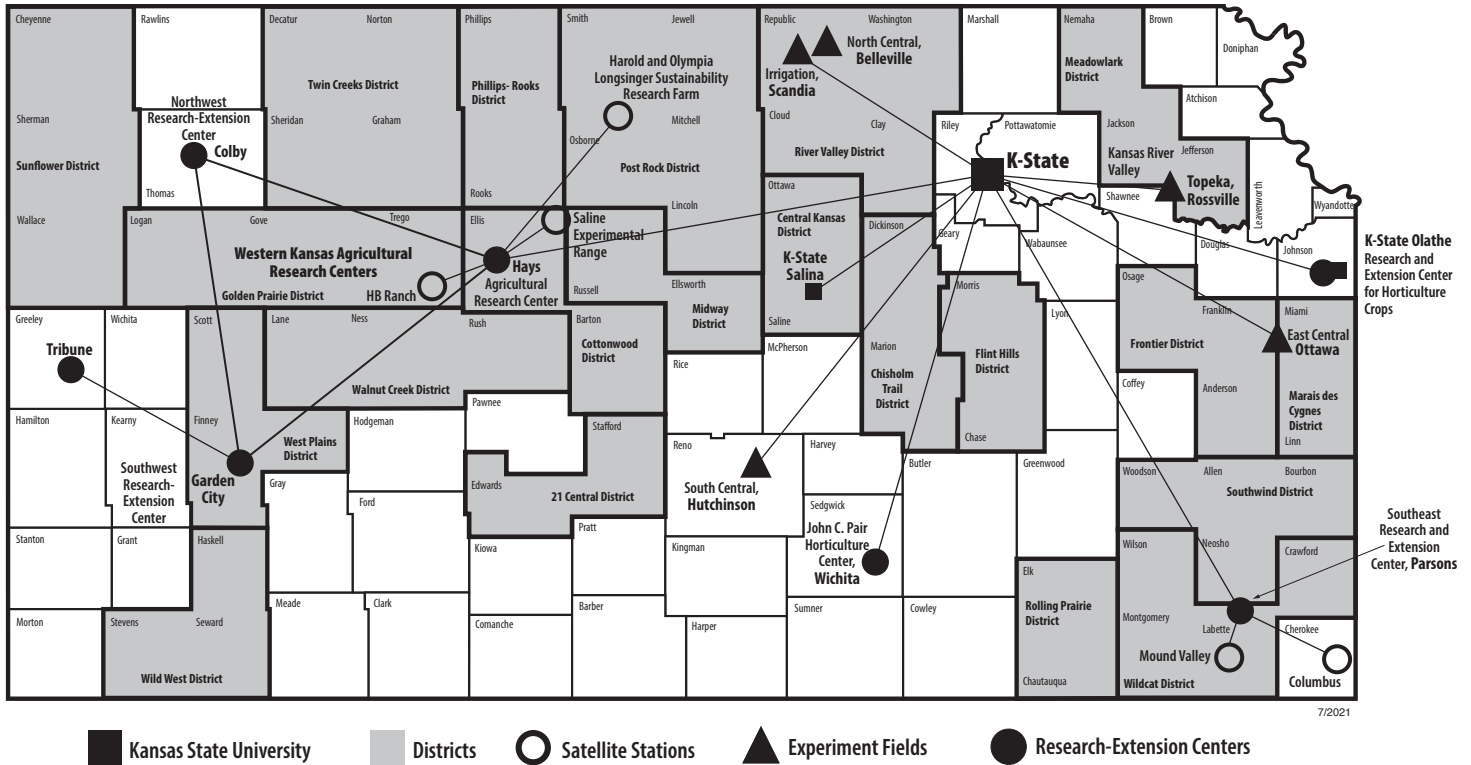 Cheyenne
Rawlins
Decatur
Norton
Phillips
Smith
Jewell
Republic
Washington
Marshall
Nemaha
Brown
Doniphan
North Central,
Belleville
Irrigation,
Scandia
Harold and Olympia
Longsinger Sustainability
Research Farm
Meadowlark
District
Twin Creeks District
Phillips- Rooks
District
Northwest
Research-Extension
Center
Colby
Sherman
Sheridan
Graham
Osborne
Mitchell
Cloud
Clay
Riley
Pottawatomie
Jackson
Atchison
Sunflower District
Post Rock District
River Valley District
K-State
Kansas River
Valley
Jefferson
Topeka,
Rossville
Leavenworth
Wyandotte
Thomas
Rooks
Lincoln
Ottawa
Shawnee
Wallace
Logan
Gove
Trego
Ellis
Saline
Experimental
Range
Central Kansas
District
Dickinson
Geary
Wabaunsee
Douglas
Johnson
K-State Olathe
Research and
Extension Center
for Horticulture
Crops
Western Kansas Agricultural
Research Centers
HB Ranch
Hays
Agricultural
Research Center
K-State
Salina
Golden Prairie District
Russell
Ellsworth
Midway
District
Saline
Morris
Osage
Franklin
Miami
East Central
Ottawa
Greeley
Wichita
Scott
Lane
Ness
Rush
Barton
Cottonwood
District
Lyon
Frontier District
Tribune
McPherson
Marion
Flint Hills
District
Rice
Chisholm
Trail
District
Walnut Creek District
Coffey
Anderson
Marais des
Cygnes
District
Linn
Hamilton
Kearny
Finney
Hodgeman
Pawnee
Stafford
Chase
West Plains
District
Reno
Harvey
Butler
Greenwood
Woodson
Allen
Bourbon
Southwind District
Southwest
Research-
Extension
Center
Garden
City
Gray
Ford
Edwards
21 Central District
South Central,
Hutchinson
Sedgwick
John C. Pair
Horticulture
Center,
Wichita
Southeast
Research and
Extension
Center, Parsons
Stanton
Grant
Haskell
Pratt
Kiowa
Kingman
Wilson
Neosho
Crawford
Elk
Rolling Prairie
District
Meade
Clark
Barber
Sumner
Cowley
Morton
Stevens
Seward
Comanche
Harper
Montgomery
Labette
Cherokee
Mound Valley
Columbus
Wild West District
Chautauqua
Wildcat District
7/2021
Kansas State University
Districts
Satellite Stations
Experiment Fields
Research-Extension Centers